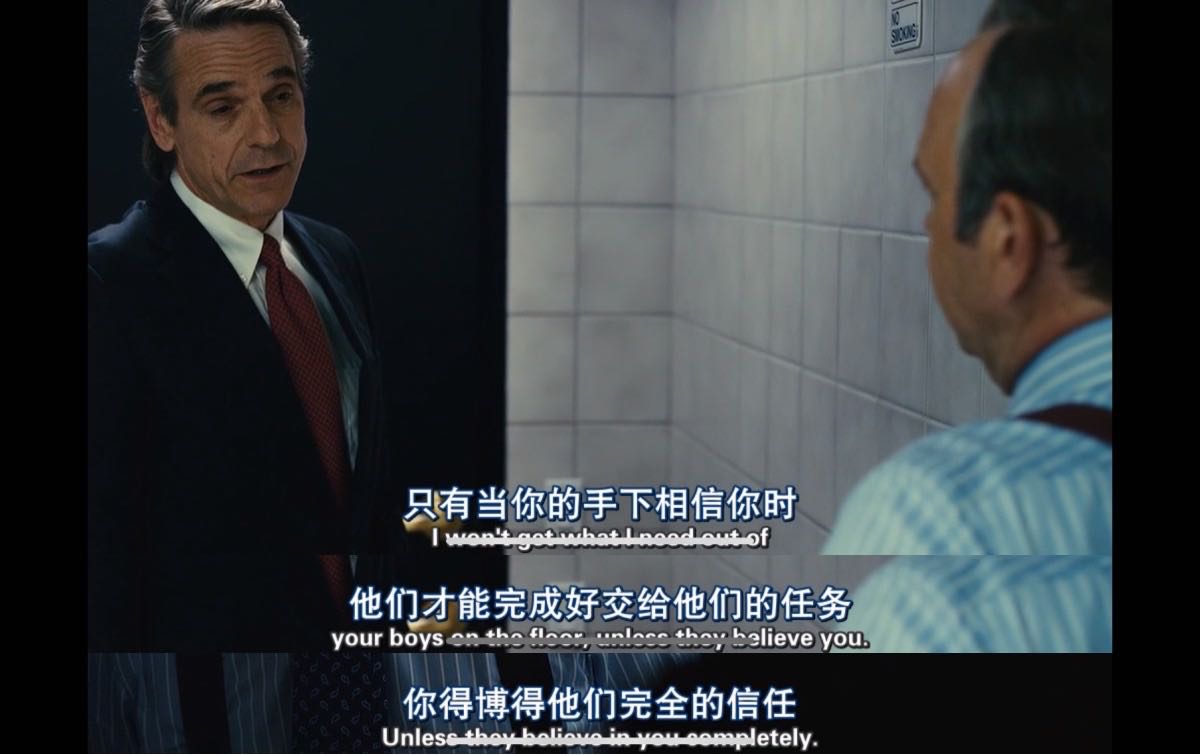 NO
SMOKING
只有当你的手下相信你时
I won't get what I need out of
他们才能完成好交给他们的任务
your boys on the floor, unless they believe you.
你得博得他们完全的信任
Unless they believe in you completely.